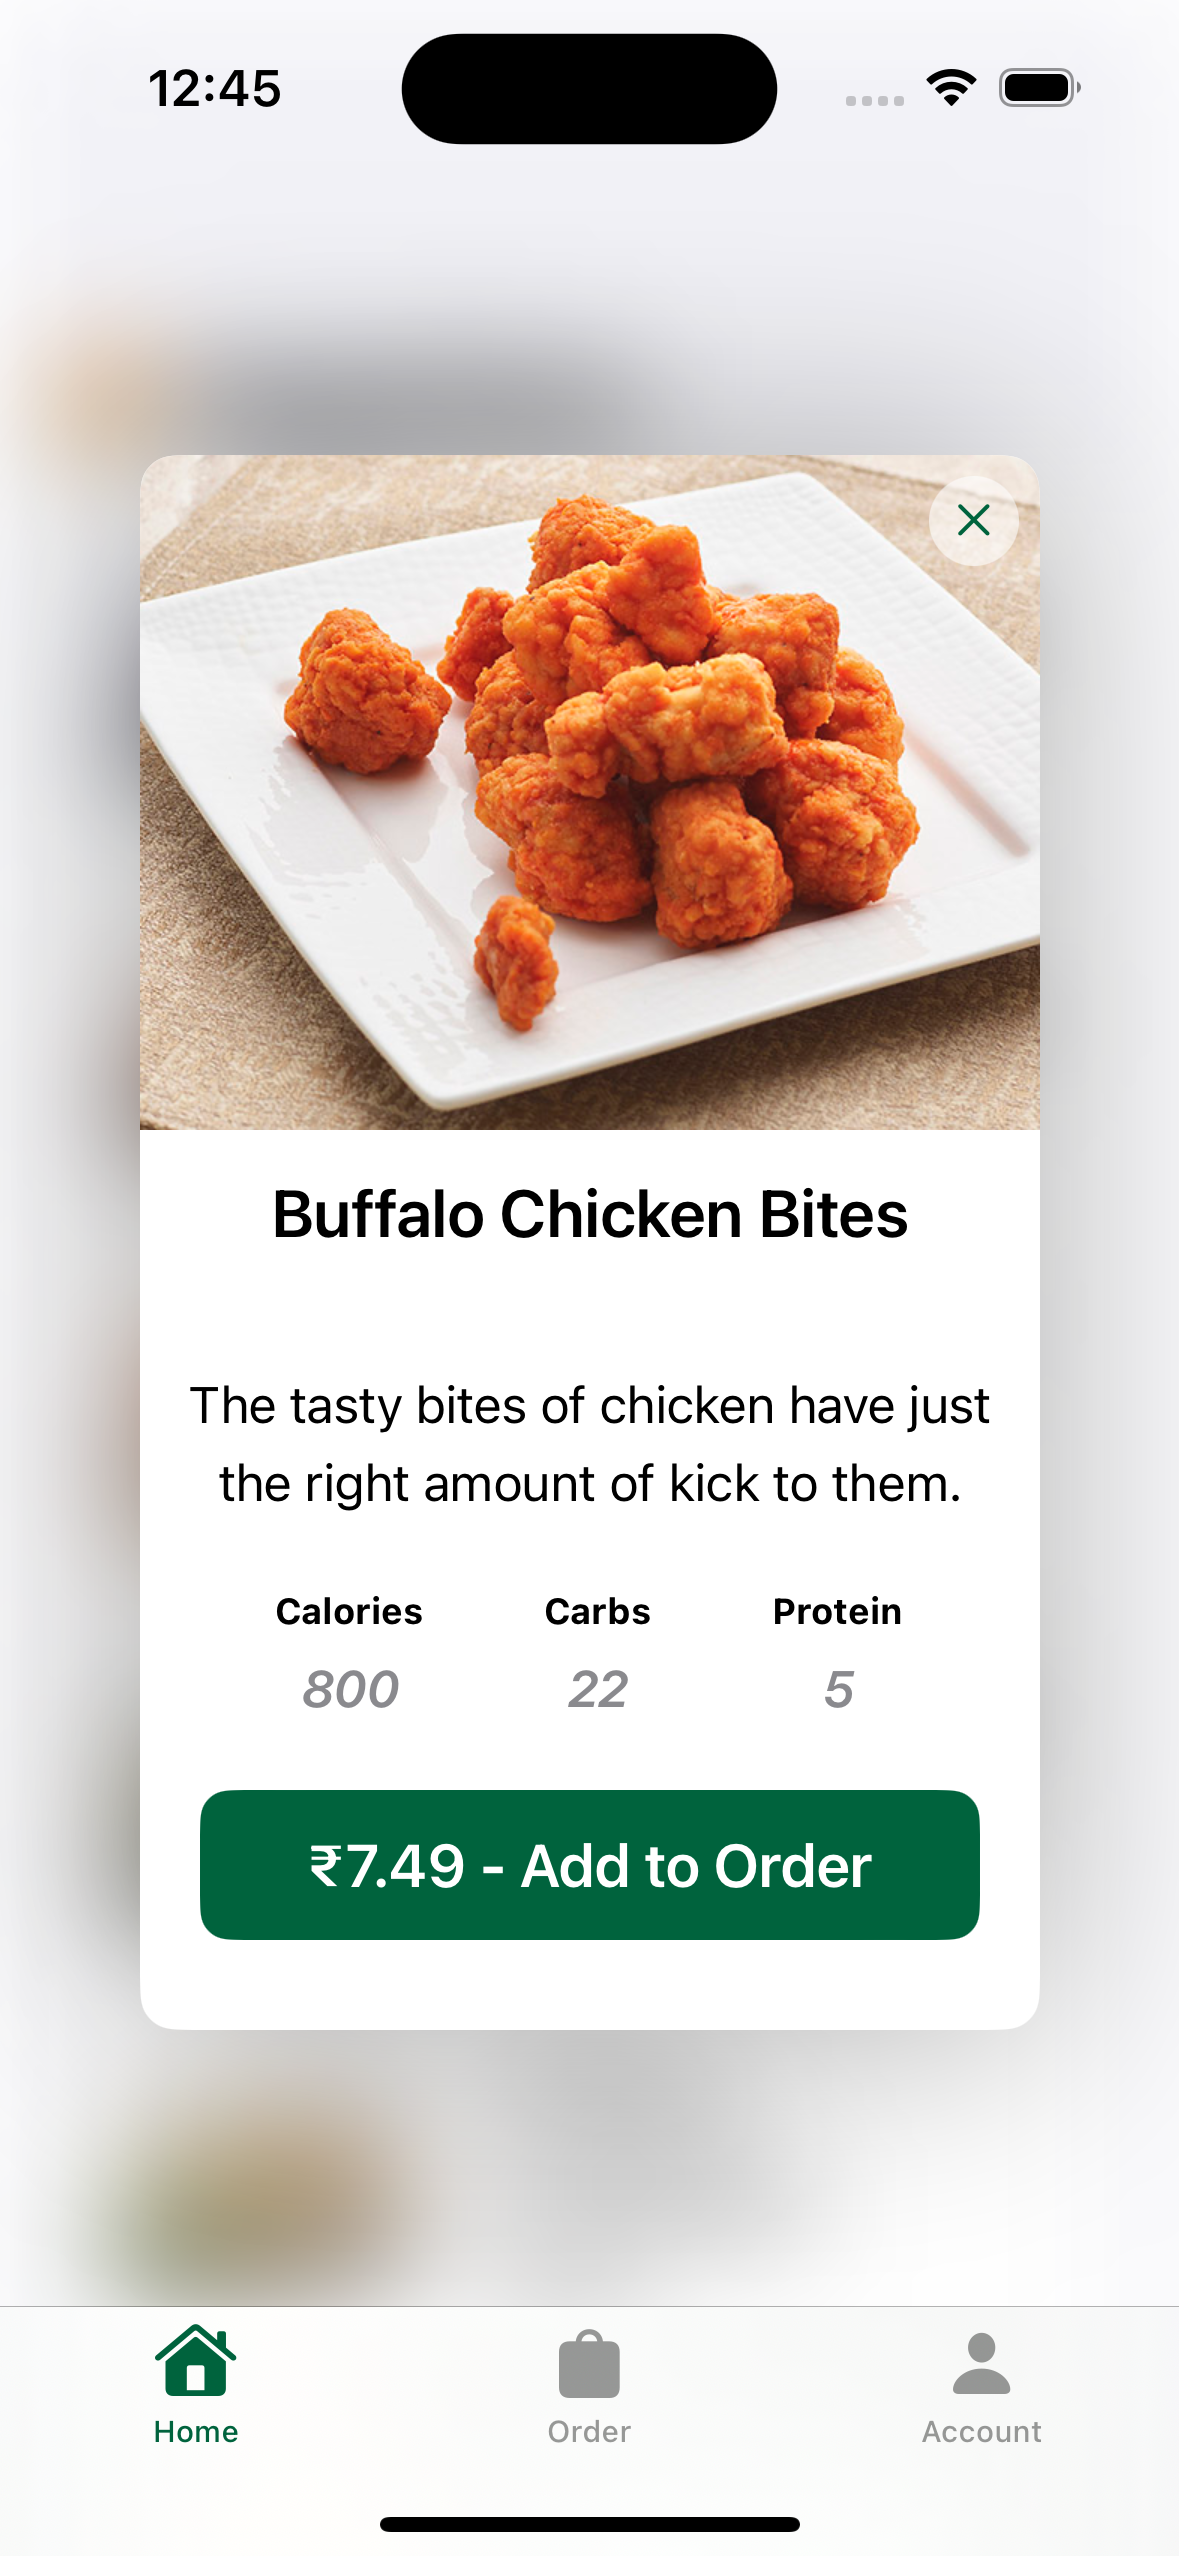 12:45
Buffalo Chicken Bites
The tasty bites of chicken have just
the right amount of kick to them.
Calories Carbs Protein
800 22 5
₹7.49 - Add to Order
Home Order Account